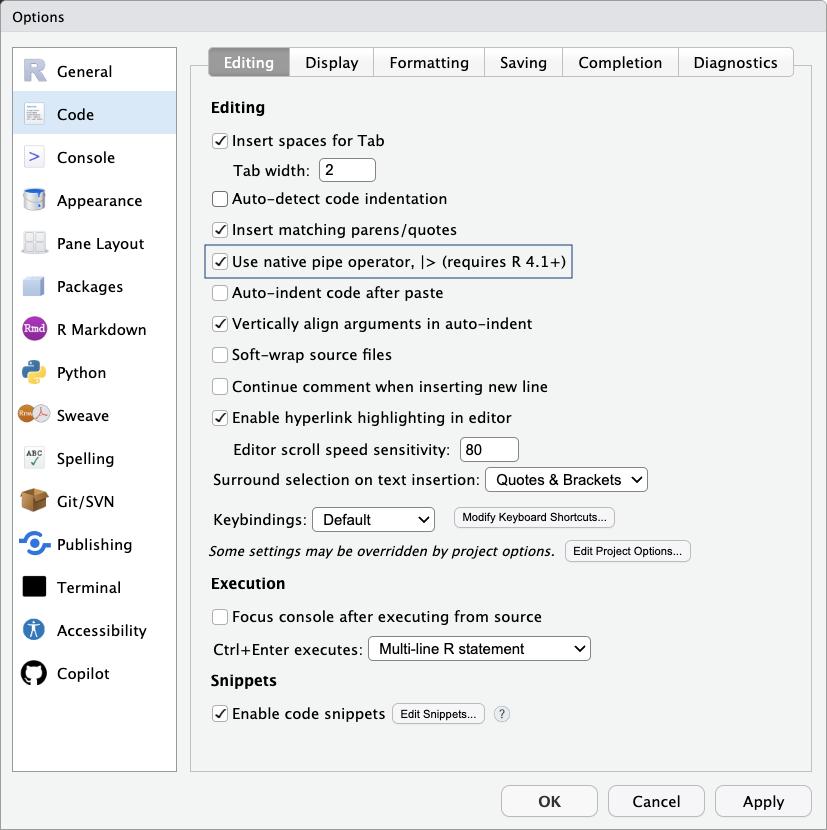 Options
General
Code
Console
Appearance
Pane Layout
Packages
Rmd R Markdown
Python
Sweave
ABC Spelling
Git/SVN
Publishing
Terminal
Accessibility
Copilot
Editing Display Formatting Saving Completion Diagnostics
Editing
Insert spaces for Tab
Tab width: 2
Auto-detect code indentation
Insert matching parens/quotes
Use native pipe operator, |> (requires R 4.1+)
Auto-indent code after paste
Vertically align arguments in auto-indent
Soft-wrap source files
Continue comment when inserting new line
Enable hyperlink highlighting in editor
Editor scroll speed sensitivity: 80
Surround selection on text insertion: Quotes & Brackets
Keybindings: Default Modify Keyboard Shortcuts...
Some settings may be overridden by project options. Edit Project Options...
Execution
Focus console after executing from source
Ctrl+Enter executes: Multi-line R statement
Snippets
Enable code snippets Edit Snippets... ?
OK Cancel Apply